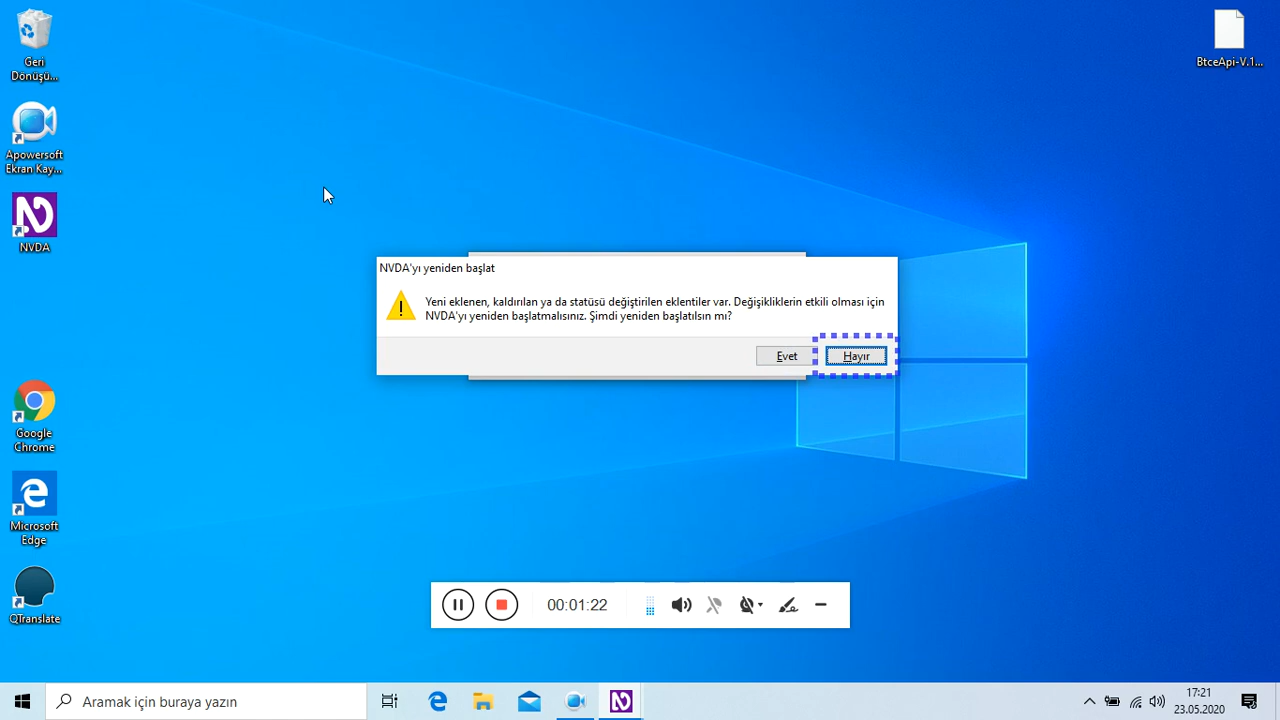 Geri
Dönüşü...
BtceApi-V.1...
Apowersoft
Ekran Kay...
NVDA
NVDA'yı yeniden başlat
Yeni eklenen, kaldırılan ya da statüsü değiştirilen eklentiler var. Değişikliklerin etkili olması için
NVDA'yı yeniden başlatmalısınız. Şimdi yeniden başlatılsın mı?
Evet
Hayır
Google
Chrome
Microsoft
Edge
QTranslate
00:01:22
Aramak için buraya yazın
17:21
23.05.2020